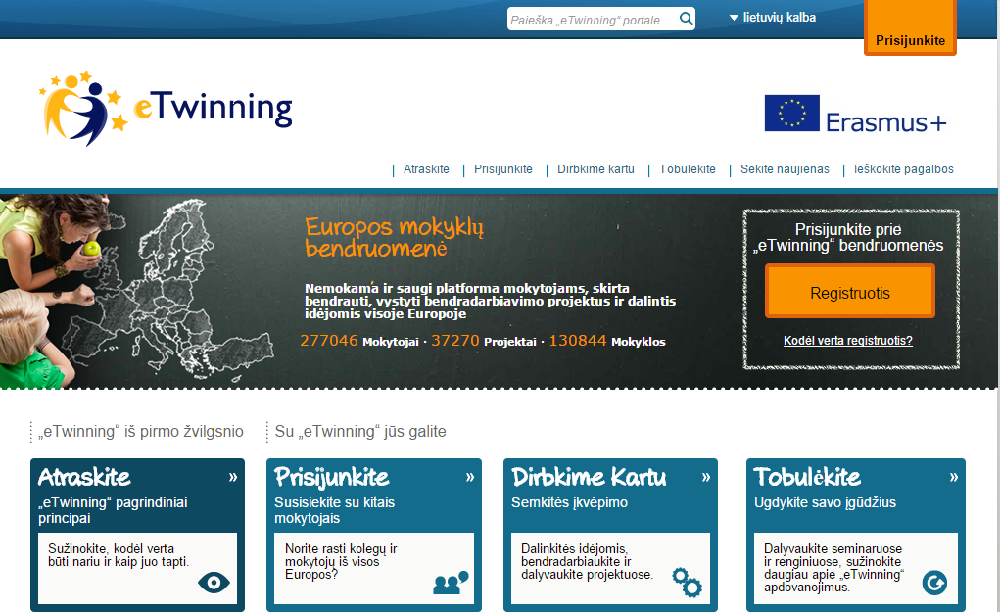 Paieška „eTwinning“ portale
lietuvių kalba
Prisijunkite
eTwinning
Erasmus+
Atraskite
Prisijunkite
Dirbkime kartu
Tobulėkite
Sekite naujienas
Ieškokite pagalbos
Europos mokyklų
bendruomenė
Nemokama ir saugi platforma mokytojams, skirta
bendrauti, vystyti bendradarbiavimo projektus ir dalintis
idėjomis visoje Europoje
277046 Mokytojai · 37270 Projektai · 130844 Mokyklos
Prisijunkite prie
„eTwinning“ bendruomenės
Registruotis
Kodėl verta registruotis?
„eTwinning“ iš pirmo žvilgsnio
Su „eTwinning“ jūs galite
Atraskite »
„eTwinning“ pagrindiniai
principai
Sužinokite, kodėl verta
būti nariu ir kaip juo tapti.
Prisijunkite »
Susisiekite su kitais
mokytojais
Norite rasti kolegų ir
mokytojų iš visos
Europos?
Dirbkime Kartu »
Semkitės įkvėpimo
Dalinkitės idėjomis,
bendradarbiaukite ir
dalyvaukite projektuose.
Tobulėkite »
Ugdykite savo įgūdžius
Dalyvaukite seminaruose
ir renginiuose, sužinokite
daugiau apie „eTwinning“
apdovanojimus.